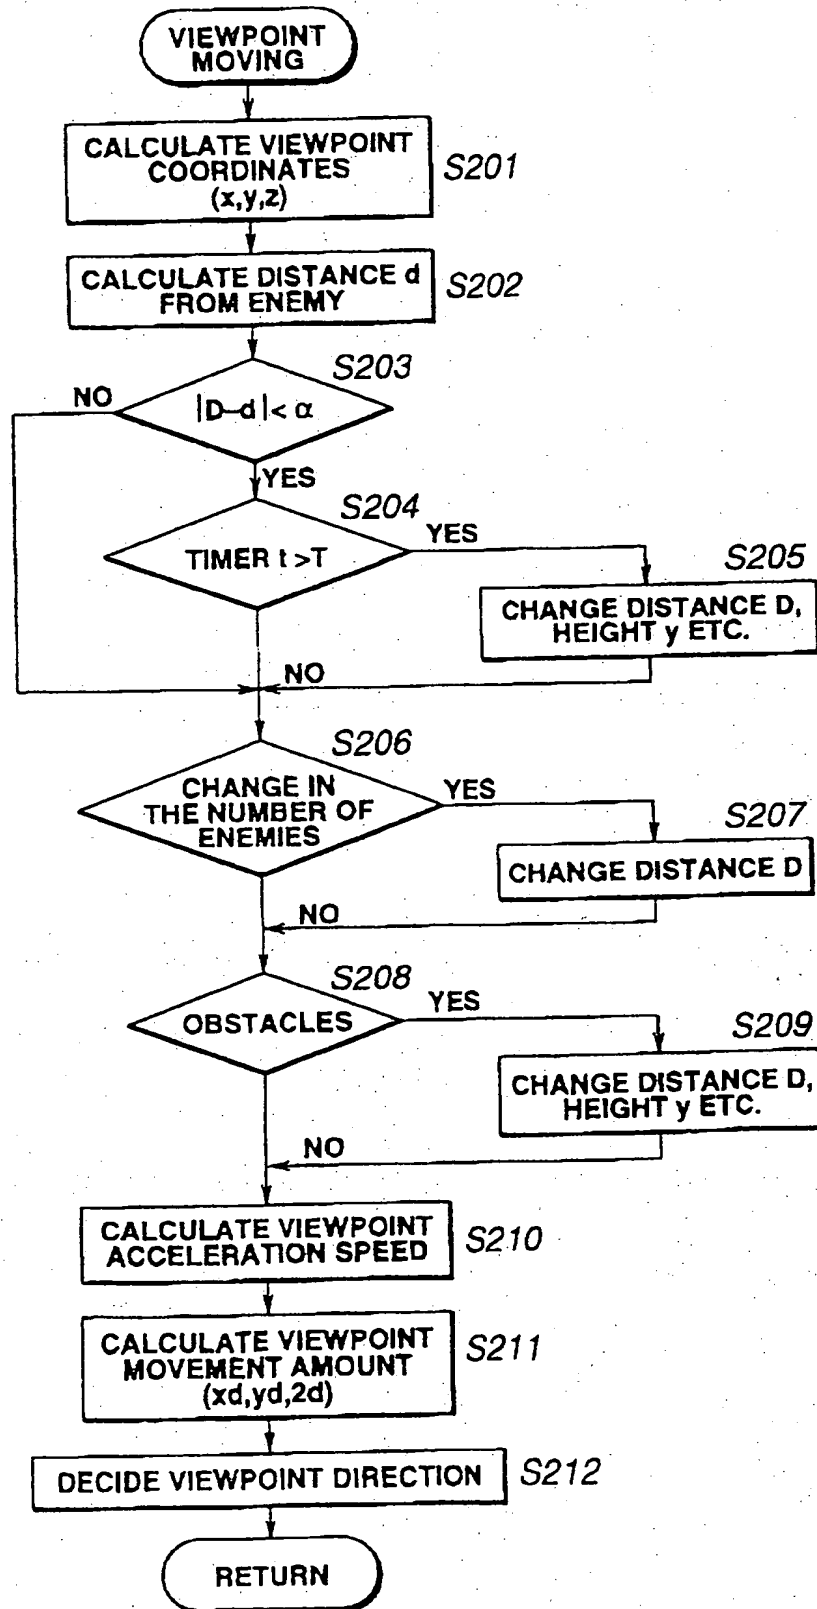 VIEWPOINT
MOVING
CALCULATE VIEWPOINT
COORDINATES
(x,y,z)
S201
CALCULATE DISTANCE d
FROM ENEMY
S202
S203
NO
|D-d|< α
YES
S204
YES
TIMER t >T
S205
CHANGE DISTANCE D,
HEIGHT y ETC.
NO
S206
CHANGE IN
THE NUMBER OF
ENEMIES
YES
S207
CHANGE DISTANCE D
NO
S208
YES
OBSTACLES
S209
CHANGE DISTANCE D,
HEIGHT y ETC.
NO
CALCULATE VIEWPOINT
ACCELERATION SPEED
S210
CALCULATE VIEWPOINT
MOVEMENT AMOUNT
(xd,yd,2d)
S211
DECIDE VIEWPOINT DIRECTION
S212
RETURN